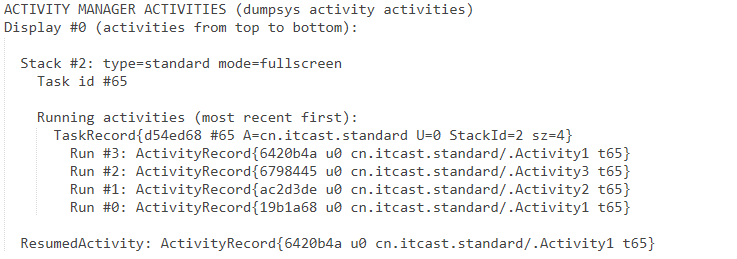 ACTIVITY MANAGER ACTIVITIES (dumpsys activity activities)
Display #0 (activities from top to bottom):
Stack #2: type=standard mode=fullscreen
Task id #65
Running activities (most recent first):
TaskRecord{d54ed68 #65 A=cn.itcast.standard U=0 StackId=2 sz=4}
Run #3: ActivityRecord{6420b4a u0 cn.itcast.standard/.Activity1 t65}
Run #2: ActivityRecord{6798445 u0 cn.itcast.standard/.Activity3 t65}
Run #1: ActivityRecord{ac2d3de u0 cn.itcast.standard/.Activity2 t65}
Run #0: ActivityRecord{19b1a68 u0 cn.itcast.standard/.Activity1 t65}
ResumedActivity: ActivityRecord{6420b4a u0 cn.itcast.standard/.Activity1 t65}